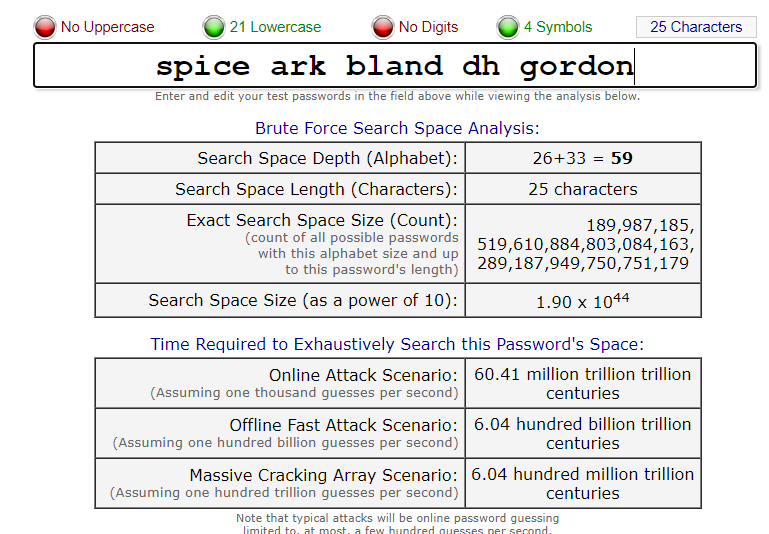 No Uppercase 21 Lowercase No Digits 4 Symbols 25 Characters
spice ark bland dh gordon
Enter and edit your test passwords in the field above while viewing the analysis below.
Brute Force Search Space Analysis:
Search Space Depth (Alphabet): 26+33 = 59
Search Space Length (Characters): 25 characters
Exact Search Space Size (Count):
(count of all possible passwords
with this alphabet size and up
to this password's length)
189,987,185,
519,610,884,803,084,163,
289,187,949,750,751,179
Search Space Size (as a power of 10): 1.90 x 10⁴⁴
Time Required to Exhaustively Search this Password's Space:
Online Attack Scenario:
(Assuming one thousand guesses per second)
60.41 million trillion trillion
centuries
Offline Fast Attack Scenario:
(Assuming one hundred billion guesses per second)
6.04 hundred billion trillion
centuries
Massive Cracking Array Scenario:
(Assuming one hundred trillion guesses per second)
6.04 hundred million trillion
centuries
Note that typical attacks will be online password guessing
limited to, at most, a few hundred guesses per second.